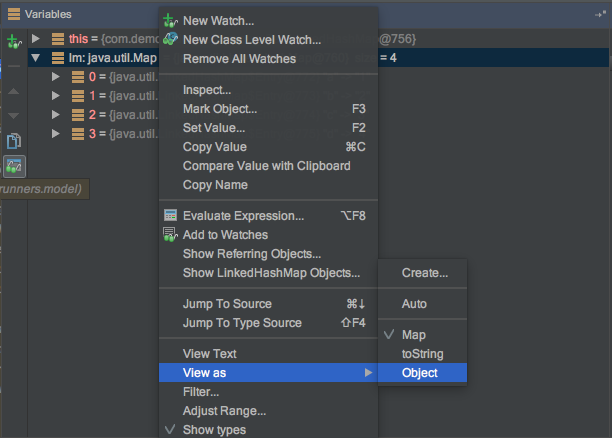 Variables
this = {com.demo
@756}
lm: java.util.Map
= 4
0 = {java.util.
1 = {java.util.
2 = {java.util.
3 = {java.util.
runners.model)
New Watch...
New Class Level Watch...
Remove All Watches
Inspect...
Mark Object... F3
Set Value... F2
Copy Value ⌘C
Compare Value with Clipboard
Copy Name
Evaluate Expression... ⌥F8
Add to Watches
Show Referring Objects...
Show LinkedHashMap Objects...
Jump To Source ⌘↓
Jump To Type Source ⇧F4
View Text
View as
Filter...
Adjust Range...
Show types
Create...
Auto
Map
toString
Object